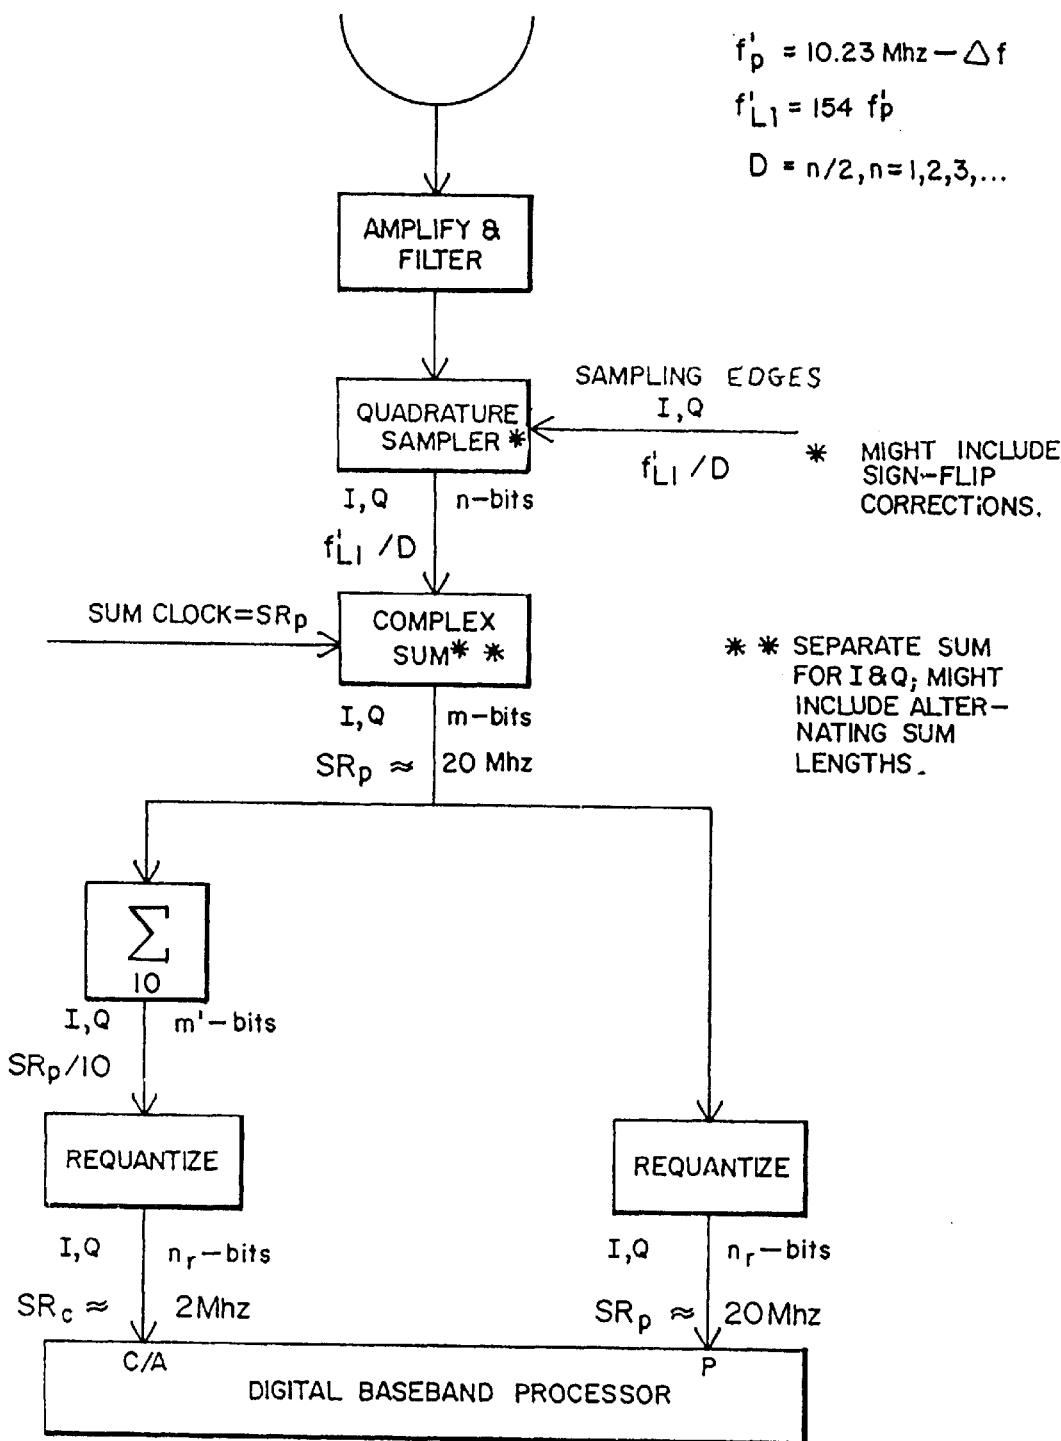 f'p = 10.23 Mhz — △f
f'L1 = 154 f'p
D = n/2, n=1,2,3,...
AMPLIFY &
FILTER
SAMPLING EDGES
I,Q
f'L1 /D
QUADRATURE
SAMPLER *
* MIGHT INCLUDE
SIGN-FLIP
CORRECTIONS.
I,Q n-bits
f'L1 /D
SUM CLOCK=SRp
COMPLEX
SUM* *
* * SEPARATE SUM
FOR I&Q; MIGHT
INCLUDE ALTER-
NATING SUM
LENGTHS.
I,Q m-bits
SRp ≈ 20 Mhz
Σ
10
I,Q m'-bits
SRp/10
REQUANTIZE
REQUANTIZE
I,Q nr-bits
I,Q nr-bits
SRc ≈ 2Mhz
SRp ≈ 20Mhz
C/A
P
DIGITAL BASEBAND PROCESSOR